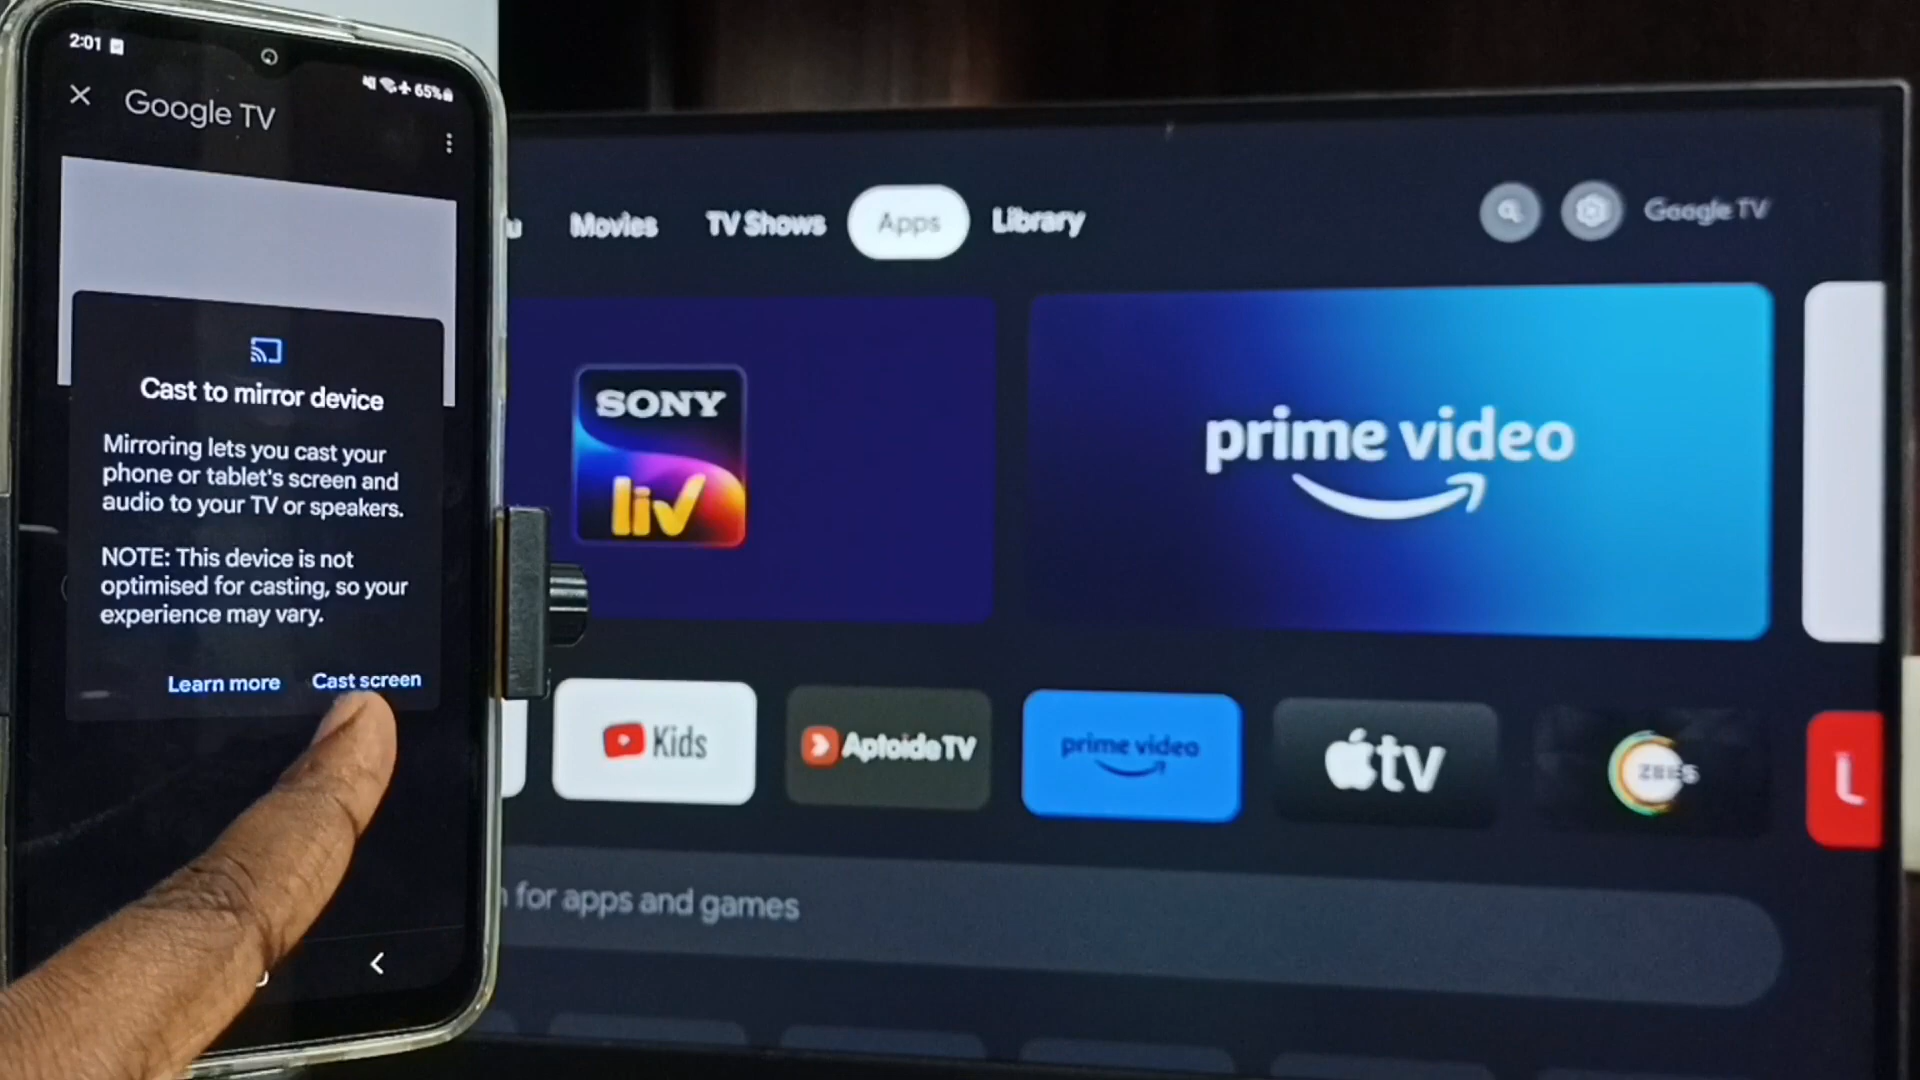 2:01
65%
Google TV
Cast to mirror device
Mirroring lets you cast your
phone or tablet's screen and
audio to your TV or speakers.
NOTE: This device is not
optimised for casting, so your
experience may vary.
Learn more
Cast screen
u
Movies
TV Shows
Apps
Library
Google TV
SONY
liv
prime video
Kids
AptoideTV
prime video
tv
ZEE5
for apps and games